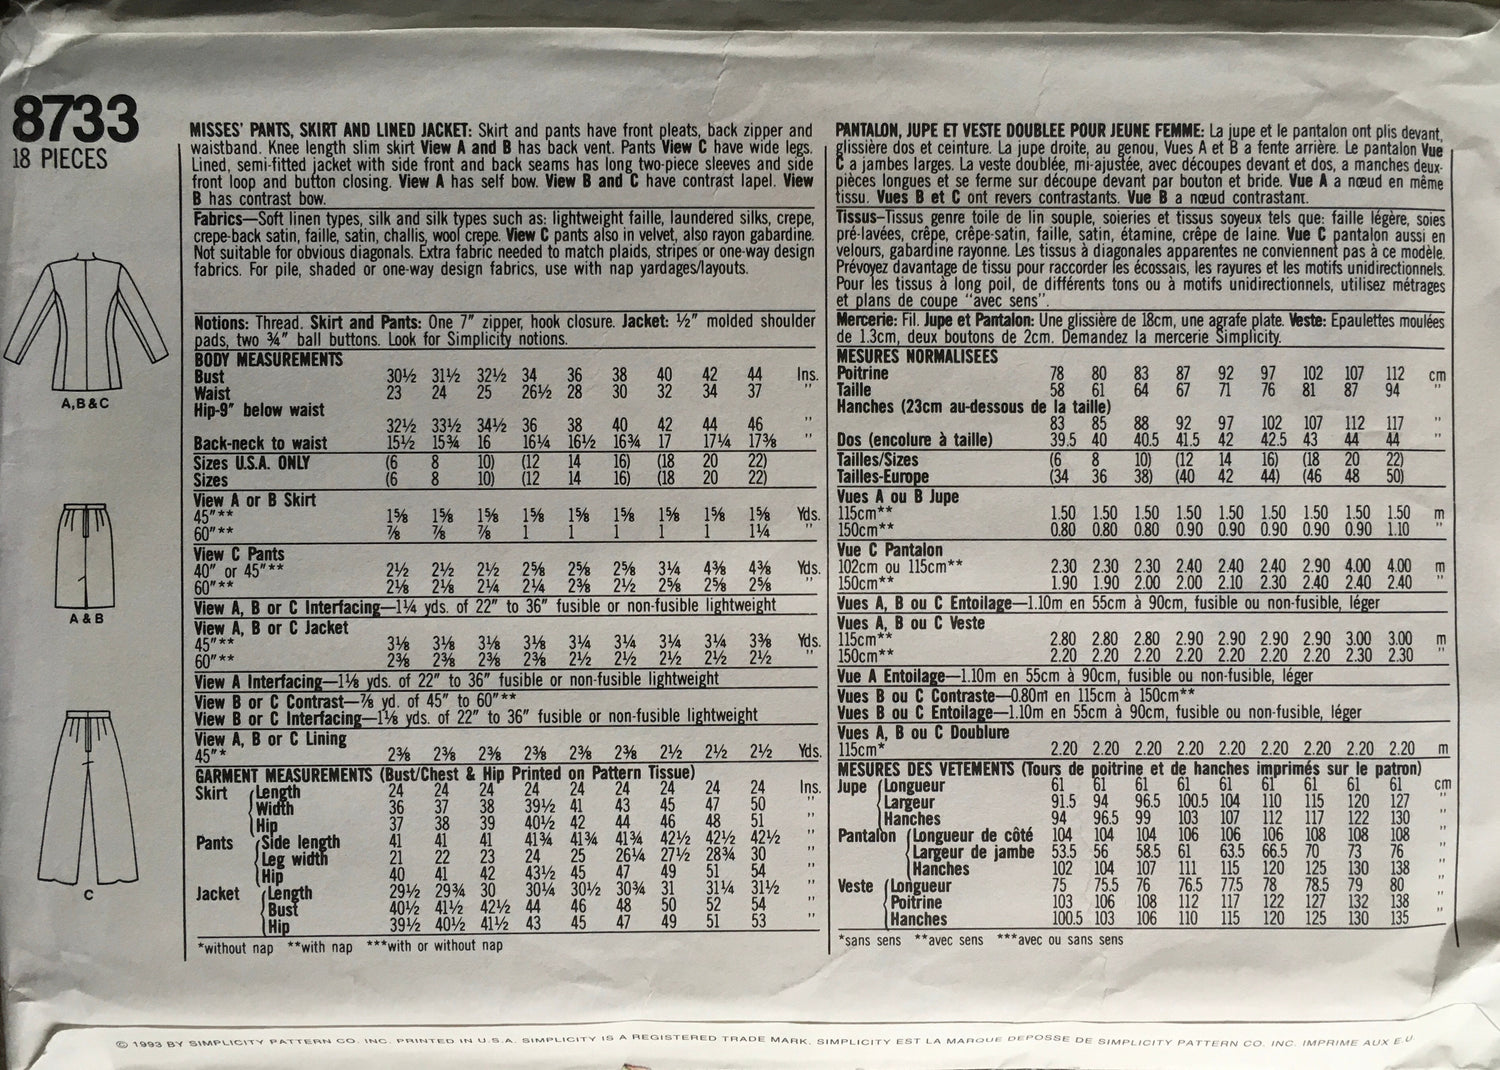 8733
18 PIECES
A,B&C
A & B
C
MISSES' PANTS, SKIRT AND LINED JACKET: Skirt and pants have front pleats, back zipper and
waistband. Knee length slim skirt View A and B has back vent. Pants View C have wide legs.
Lined, semi-fitted jacket with side front and back seams has long two-piece sleeves and side
front loop and button closing. View A has self bow. View B and C have contrast lapel. View
B has contrast bow.
Fabrics—Soft linen types, silk and silk types such as: lightweight faille, laundered silks, crepe,
crepe-back satin, faille, satin, challis, wool crepe. View C pants also in velvet, also rayon gabardine.
Not suitable for obvious diagonals. Extra fabric needed to match plaids, stripes or one-way design
fabrics. For pile, shaded or one-way design fabrics, use with nap yardages/layouts.
Notions: Thread. Skirt and Pants: One 7" zipper, hook closure. Jacket: ½" molded shoulder
pads, two ¾" ball buttons. Look for Simplicity notions.
BODY MEASUREMENTS
Bust 30½ 31½ 32½ 34 36 38 40 42 44 Ins.
Waist 23 24 25 26½ 28 30 32 34 37 "
Hip-9" below waist
32½ 33½ 34½ 36 38 40 42 44 46 "
Back-neck to waist 15½ 15¾ 16 16¼ 16½ 16¾ 17 17¼ 17⅜ "
Sizes U.S.A. ONLY (6 8 10) (12 14 16) (18 20 22)
Sizes (6 8 10) (12 14 16) (18 20 22)
View A or B Skirt
45"** 1⅝ 1⅝ 1⅝ 1⅝ 1⅝ 1⅝ 1⅝ 1⅝ 1⅝ Yds.
60"** ⅞ ⅞ ⅞ 1 1 1 1 1 1¼ "
View C Pants
40" or 45"** 2½ 2½ 2½ 2⅝ 2⅝ 2⅝ 3¼ 4⅜ 4⅜ Yds.
60"** 2⅛ 2⅛ 2¼ 2¼ 2⅜ 2½ 2⅝ 2⅝ 2⅝ "
View A, B or C Interfacing—1¼ yds. of 22" to 36" fusible or non-fusible lightweight
View A, B or C Jacket
45"** 3⅛ 3⅛ 3⅛ 3⅛ 3¼ 3¼ 3¼ 3¼ 3⅜ Yds.
60"** 2⅜ 2⅜ 2⅜ 2⅜ 2½ 2½ 2½ 2½ 2½ "
View A Interfacing—1⅛ yds. of 22" to 36" fusible or non-fusible lightweight
View B or C Contrast—⅞ yd. of 45" to 60"**
View B or C Interfacing—1⅛ yds. of 22" to 36" fusible or non-fusible lightweight
View A, B or C Lining
45"* 2⅜ 2⅜ 2⅜ 2⅜ 2⅜ 2⅜ 2½ 2½ 2½ Yds.
GARMENT MEASUREMENTS (Bust/Chest & Hip Printed on Pattern Tissue)
Skirt Length 24 24 24 24 24 24 24 24 24 Ins.
Width 36 37 38 39½ 41 43 45 47 50 "
Hip 37 38 39 40½ 42 44 46 48 51 "
Pants Side length 41 41 41 41¾ 41¾ 41¾ 42½ 42½ 42½ "
Leg width 21 22 23 24 25 26¼ 27½ 28¾ 30 "
Hip 40 41 42 43½ 45 47 49 51 54 "
Jacket Length 29½ 29¾ 30 30¼ 30½ 30¾ 31 31¼ 31½ "
Bust 40½ 41½ 42½ 44 46 48 50 52 54 "
Hip 39½ 40½ 41½ 43 45 47 49 51 53 "
*without nap **with nap ***with or without nap
PANTALON, JUPE ET VESTE DOUBLEE POUR JEUNE FEMME: La jupe et le pantalon ont plis devant,
glissière dos et ceinture. La jupe droite, au genou, Vues A et B a fente arrière. Le pantalon Vue
C a jambes larges. La veste doublée, mi-ajustée, avec découpes devant et dos, a manches deux-
pièces longues et se ferme sur découpe devant par bouton et bride. Vue A a nœud en même
tissu. Vues B et C ont revers contrastants. Vue B a nœud contrastant.
Tissus—Tissus genre toile de lin souple, soieries et tissus soyeux tels que: faille légère, soies
pré-lavées, crêpe, crêpe-satin, faille, satin, étamine, crêpe de laine. Vue C pantalon aussi en
velours, gabardine rayonne. Les tissus à diagonales apparentes ne conviennent pas à ce modèle.
Prévoyez davantage de tissu pour raccorder les écossais, les rayures et les motifs unidirectionnels.
Pour les tissus à long poil, de différents tons ou à motifs unidirectionnels, utilisez métrages
et plans de coupe "avec sens".
Mercerie: Fil. Jupe et Pantalon: Une glissière de 18cm, une agrafe plate. Veste: Epaulettes moulées
de 1.3cm, deux boutons de 2cm. Demandez la mercerie Simplicity.
MESURES NORMALISEES
Poitrine 78 80 83 87 92 97 102 107 112 cm
Taille 58 61 64 67 71 76 81 87 94 "
Hanches (23cm au-dessous de la taille)
83 85 88 92 97 102 107 112 117 "
Dos (encolure à taille) 39.5 40 40.5 41.5 42 42.5 43 44 44 "
Tailles/Sizes (6 8 10) (12 14 16) (18 20 22)
Tailles-Europe (34 36 38) (40 42 44) (46 48 50)
Vues A ou B Jupe
115cm** 1.50 1.50 1.50 1.50 1.50 1.50 1.50 1.50 1.50 m
150cm** 0.80 0.80 0.80 0.90 0.90 0.90 0.90 0.90 1.10 "
Vue C Pantalon
102cm ou 115cm** 2.30 2.30 2.30 2.40 2.40 2.40 2.90 4.00 4.00 m
150cm** 1.90 1.90 2.00 2.00 2.10 2.30 2.40 2.40 2.40 "
Vues A, B ou C Entoilage—1.10m en 55cm à 90cm, fusible ou non-fusible, léger
Vues A, B ou C Veste
115cm** 2.80 2.80 2.80 2.90 2.90 2.90 2.90 3.00 3.00 m
150cm** 2.20 2.20 2.20 2.20 2.20 2.20 2.20 2.30 2.30 "
Vue A Entoilage—1.10m en 55cm à 90cm, fusible ou non-fusible, léger
Vues B ou C Contraste—0.80m en 115cm à 150cm**
Vues B ou C Entoilage—1.10m en 55cm à 90cm, fusible ou non-fusible, léger
Vues A, B ou C Doublure
115cm* 2.20 2.20 2.20 2.20 2.20 2.20 2.20 2.20 2.20 m
MESURES DES VETEMENTS (Tours de poitrine et de hanches imprimés sur le patron)
Jupe Longueur 61 61 61 61 61 61 61 61 61 cm
Largeur 91.5 94 96.5 100.5 104 110 115 120 127 "
Hanches 94 96.5 99 103 107 112 117 122 130 "
Pantalon Longueur de côté 104 104 104 106 106 106 108 108 108 "
Largeur de jambe 53.5 56 58.5 61 63.5 66.5 70 73 76 "
Hanches 102 104 107 111 115 120 125 130 138 "
Veste Longueur 75 75.5 76 76.5 77.5 78 78.5 79 80 "
Poitrine 103 106 108 112 117 122 127 132 138 "
Hanches 100.5 103 106 110 115 120 125 130 135 "
*sans sens **avec sens ***avec ou sans sens
© 1993 BY SIMPLICITY PATTERN CO. INC. PRINTED IN U.S.A. SIMPLICITY IS A REGISTERED TRADE MARK. SIMPLICITY EST LA MARQUE DEPOSSE DE SIMPLICITY PATTERN CO. INC. IMPRIME AUX E.U.